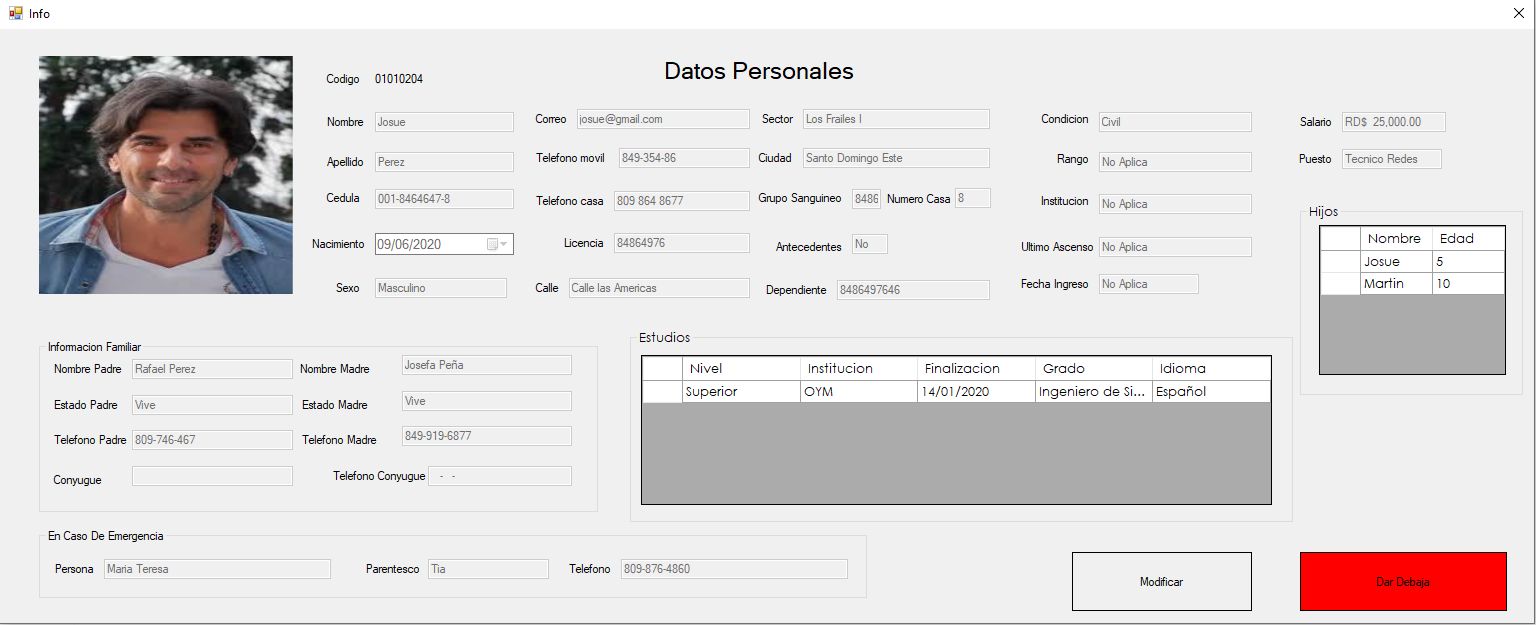 Info
Datos Personales
Codigo 01010204
Nombre Josue
Correo josue@gmail.com
Sector Los Frailes I
Condicion Civil
Salario RD$ 25,000.00
Apellido Perez
Telefono movil 849-354-86
Ciudad Santo Domingo Este
Rango No Aplica
Puesto Tecnico Redes
Cedula 001-8464647-8
Telefono casa 809 864 8677
Grupo Sanguineo 8486 Numero Casa 8
Institucion No Aplica
Nacimiento 09/06/2020
Licencia 84864976
Antecedentes No
Ultimo Ascenso No Aplica
Sexo Masculino
Calle Calle las Americas
Dependiente 8486497646
Fecha Ingreso No Aplica
Hijos
Nombre Edad
Josue 5
Martin 10
Informacion Familiar
Nombre Padre Rafael Perez Nombre Madre Josefa Peña
Estado Padre Vive Estado Madre Vive
Telefono Padre 809-746-467 Telefono Madre 849-919-6877
Conyugue Telefono Conyugue - -
Estudios
Nivel Institucion Finalizacion Grado Idioma
Superior OYM 14/01/2020 Ingeniero de Si... Español
En Caso De Emergencia
Persona Maria Teresa Parentesco Tia Telefono 809-876-4860
Modificar
Dar Debaja